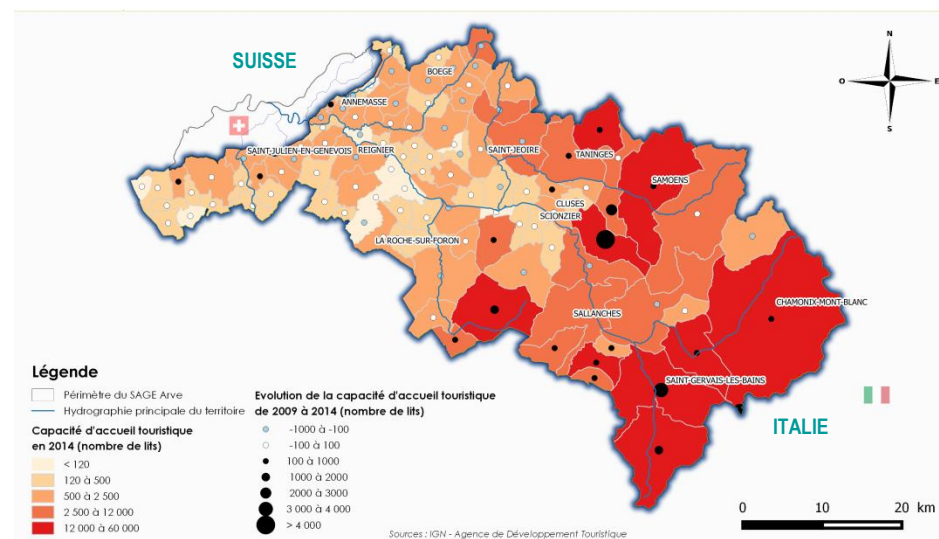 N
SUISSE
BOEGE
O
E
ANNEMASSE
S
SAINT-JULIEN-EN-GENEVOIS
REIGNIER
SAINT-JEOIRE
TANINGES
SAMOENS
CLUSES
SCIONZIER
LA ROCHE-SUR-FORON
CHAMONIX-MONT-BLANC
SALLANCHES
SAINT-GERVAIS-LES-BAINS
ITALIE
Légende
Périmètre du SAGE Arve
Hydrographie principale du territoire
Capacité d'accueil touristique
en 2014 (nombre de lits)
< 120
120 à 500
500 à 2 500
2 500 à 12 000
12 000 à 60 000
Evolution de la capacité d'accueil touristique
de 2009 à 2014 (nombre de lits)
-1000 à -100
-100 à 100
100 à 1000
1000 à 2000
2000 à 3000
3 000 à 4 000
> 4 000
0 10 20 km
Sources : IGN - Agence de Développement Touristique